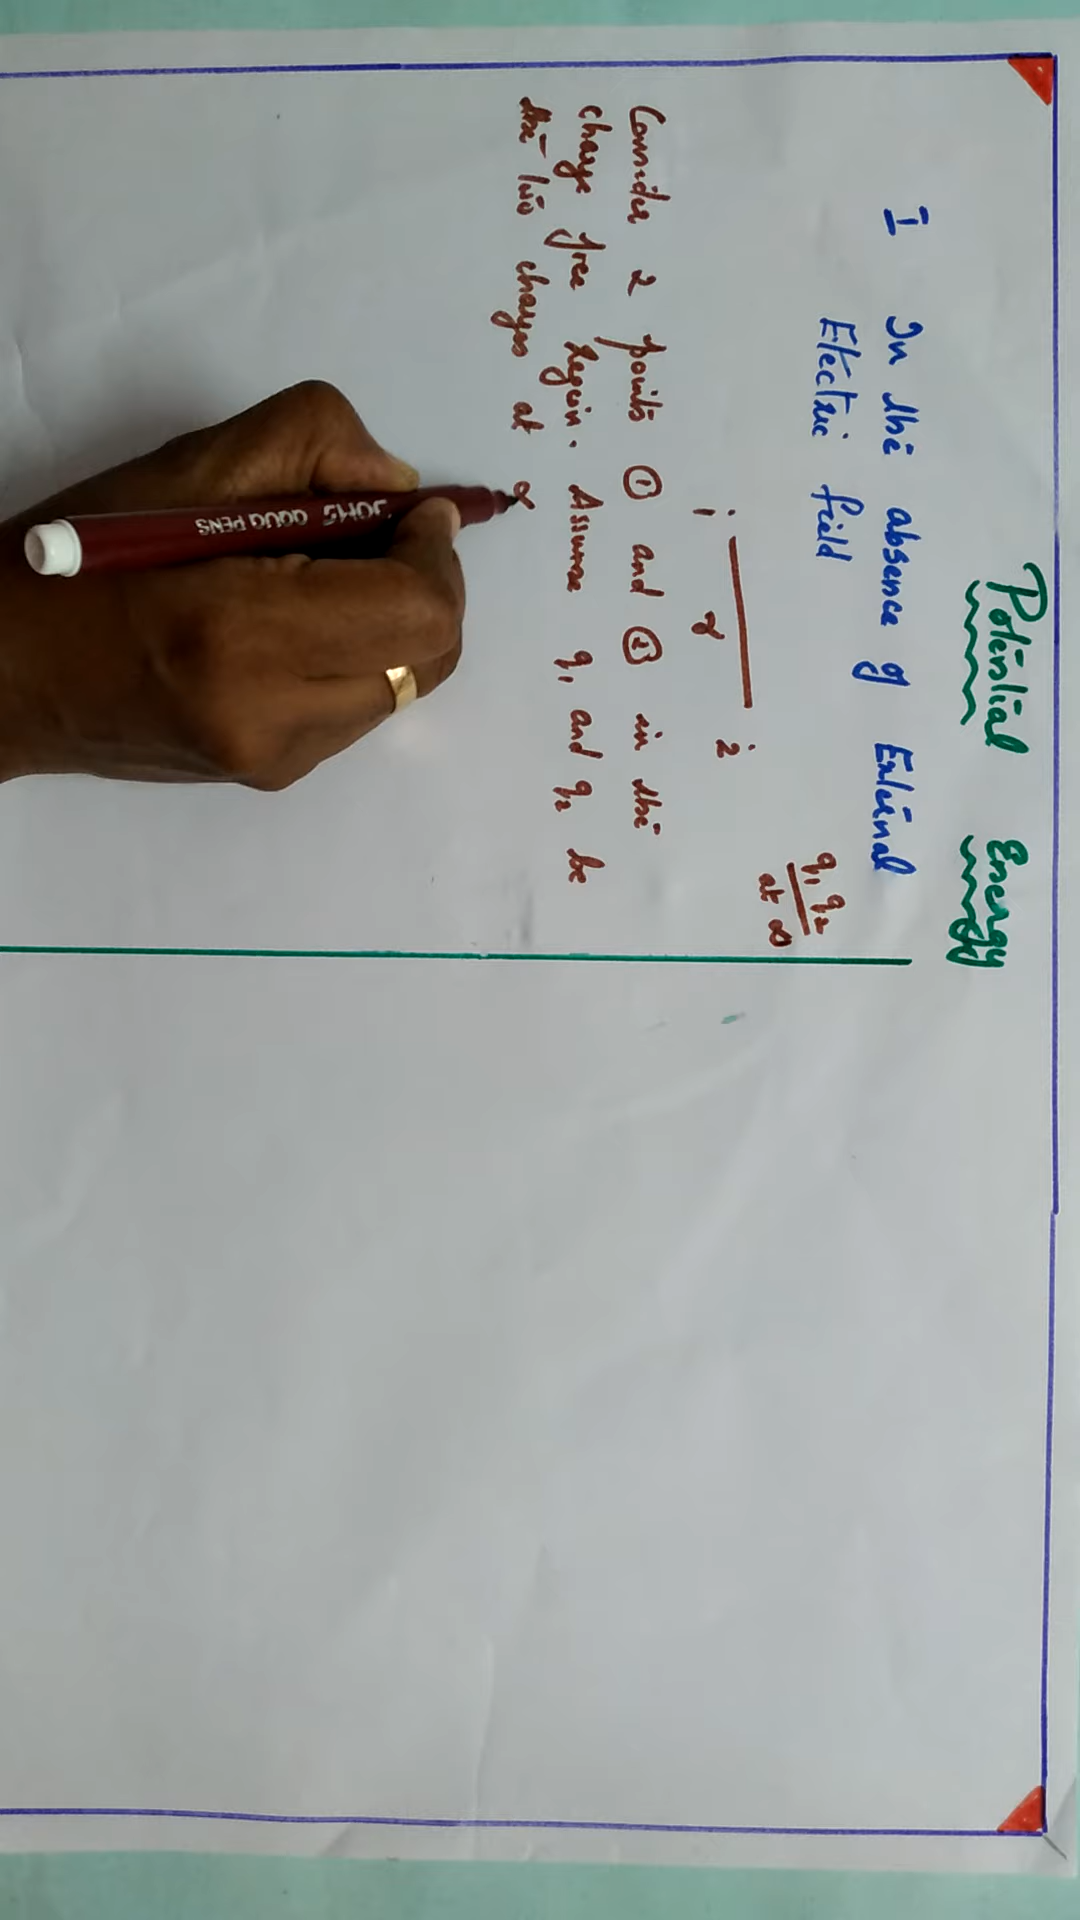 Potential Energy
I In the absence of External
Electric field
q₁ q₂
at ∞
1 2
r
Consider 2 points ① and ② in the
charge free region. Assume q₁ and q₂ be
the two charges at
JOHS GOUG PENS